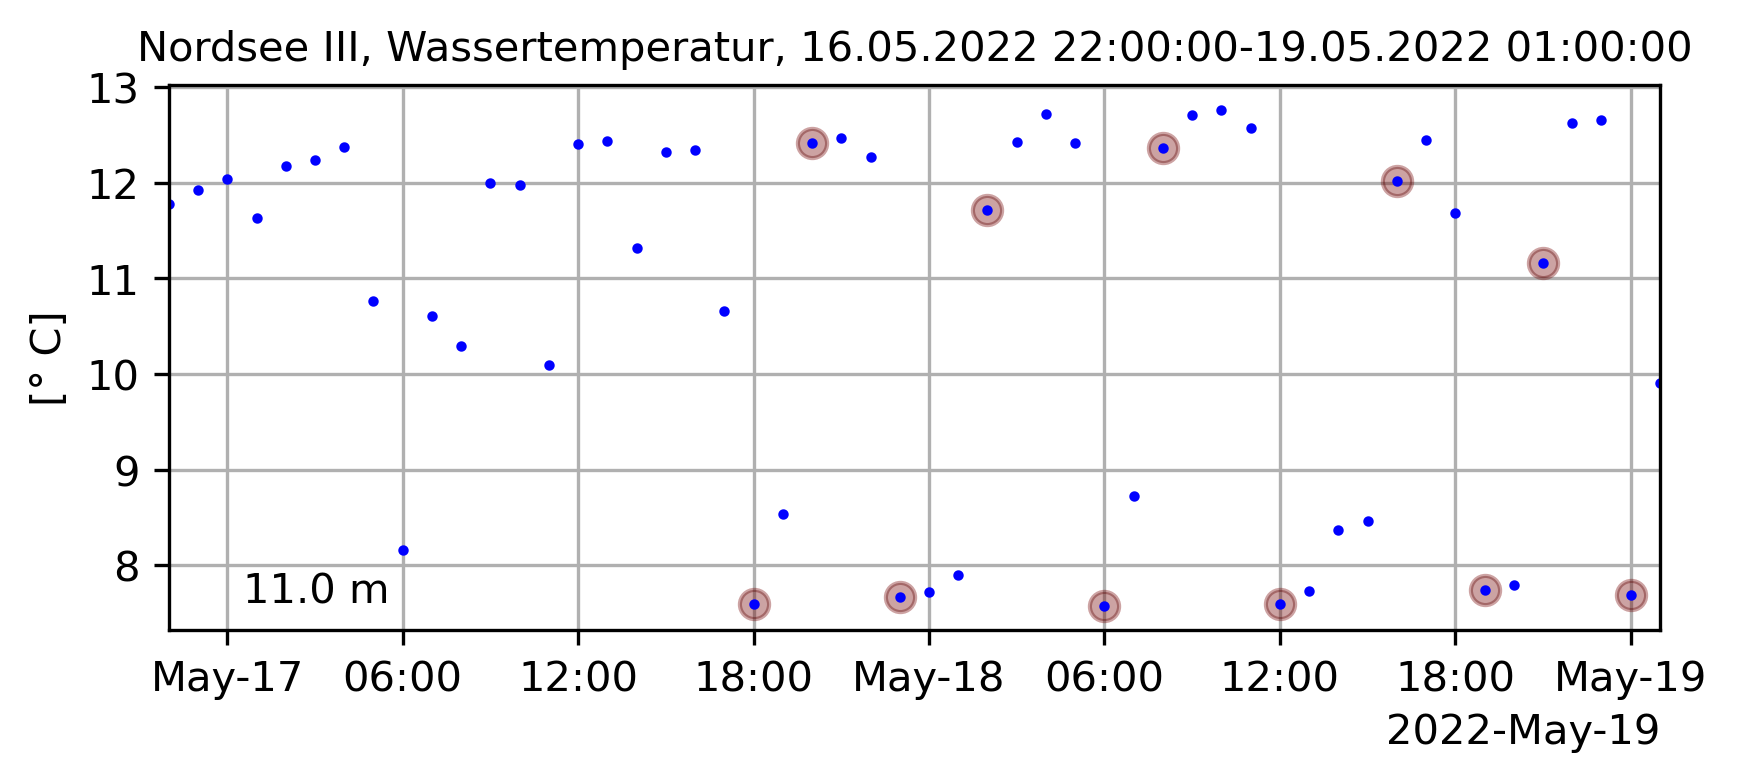 Nordsee III, Wassertemperatur, 16.05.2022 22:00:00-19.05.2022 01:00:00
13
12
11
10
9
8
[° C]
11.0 m
May-17 06:00 12:00 18:00 May-18 06:00 12:00 18:00 May-19
2022-May-19